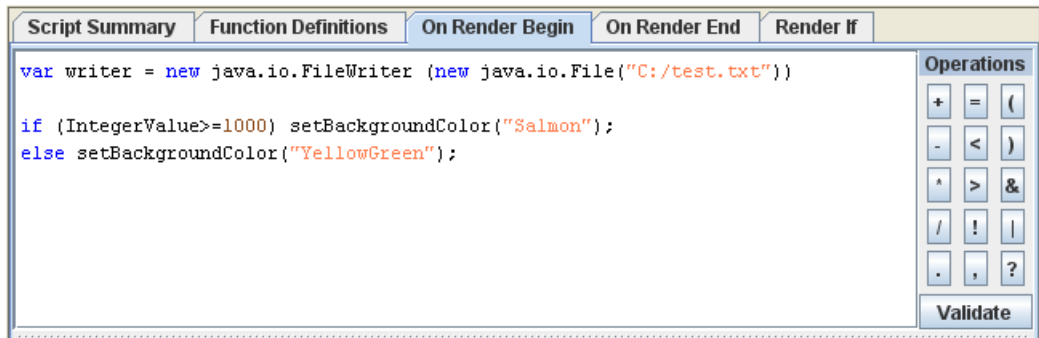 Script Summary Function Definitions On Render Begin On Render End Render If
var writer = new java.io.FileWriter (new java.io.File("C:/test.txt"))
if (IntegerValue>=1000) setBackgroundColor("Salmon");
else setBackgroundColor("YellowGreen");
Operations
+ = (
- < )
* > &
/ ! |
. , ?
Validate